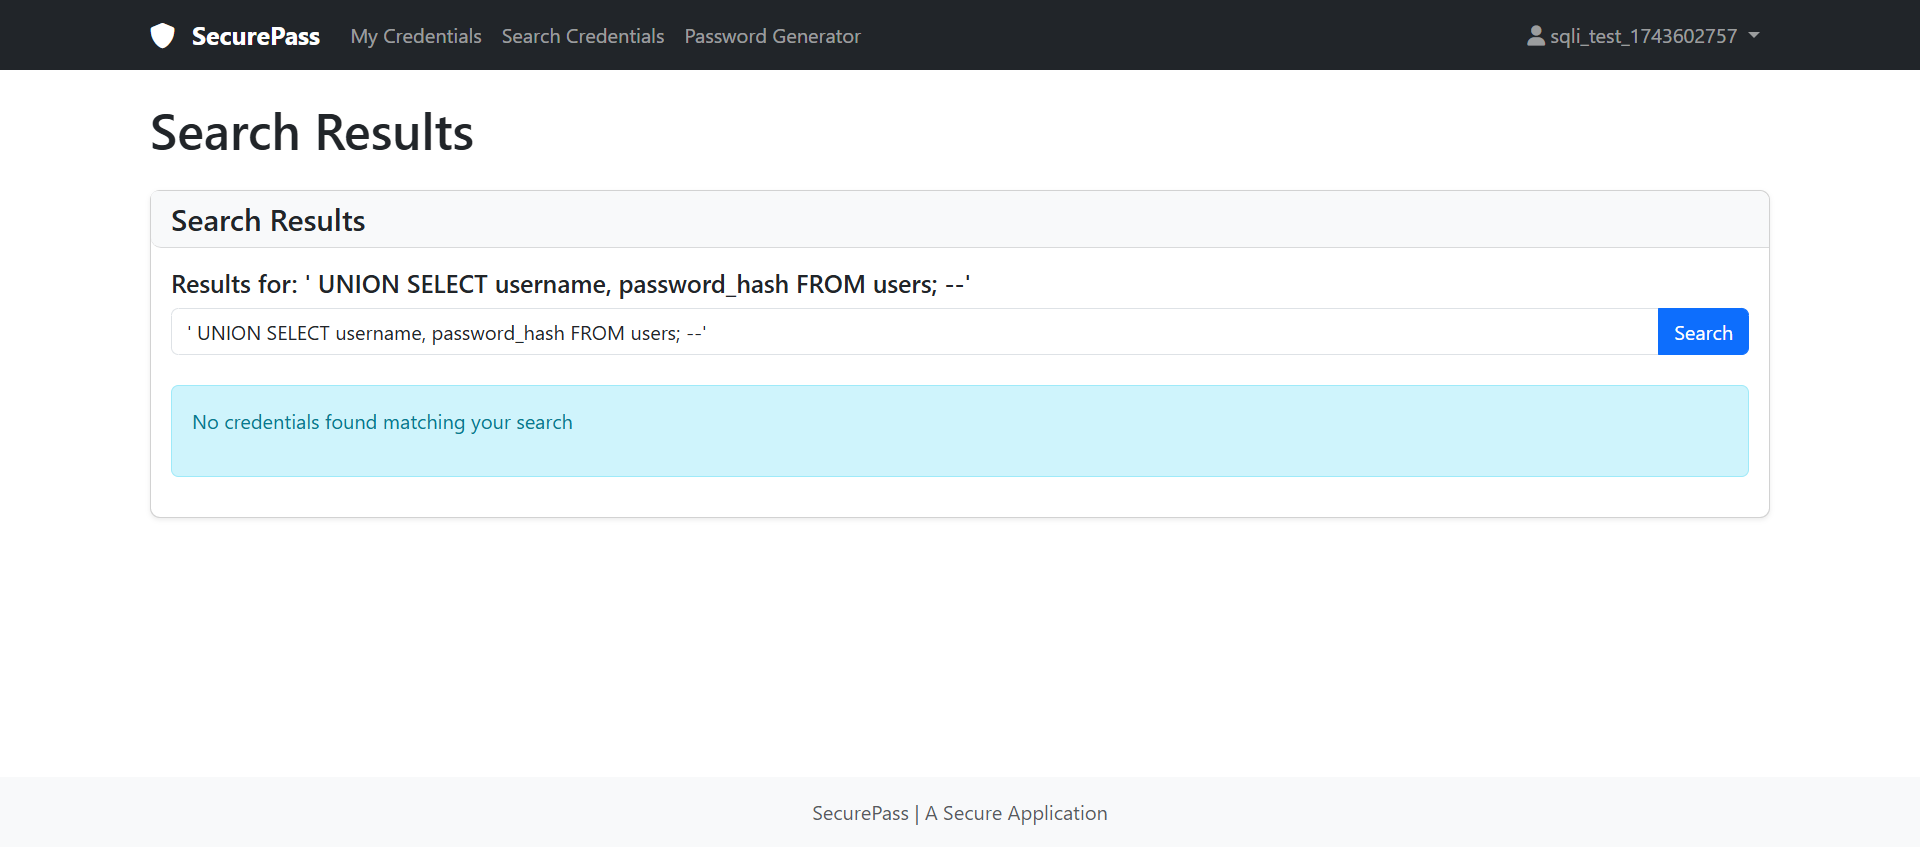 SecurePass My Credentials Search Credentials Password Generator sqli_test_1743602757
Search Results
Search Results
Results for: ' UNION SELECT username, password_hash FROM users; --'
' UNION SELECT username, password_hash FROM users; --'
Search
No credentials found matching your search
SecurePass | A Secure Application